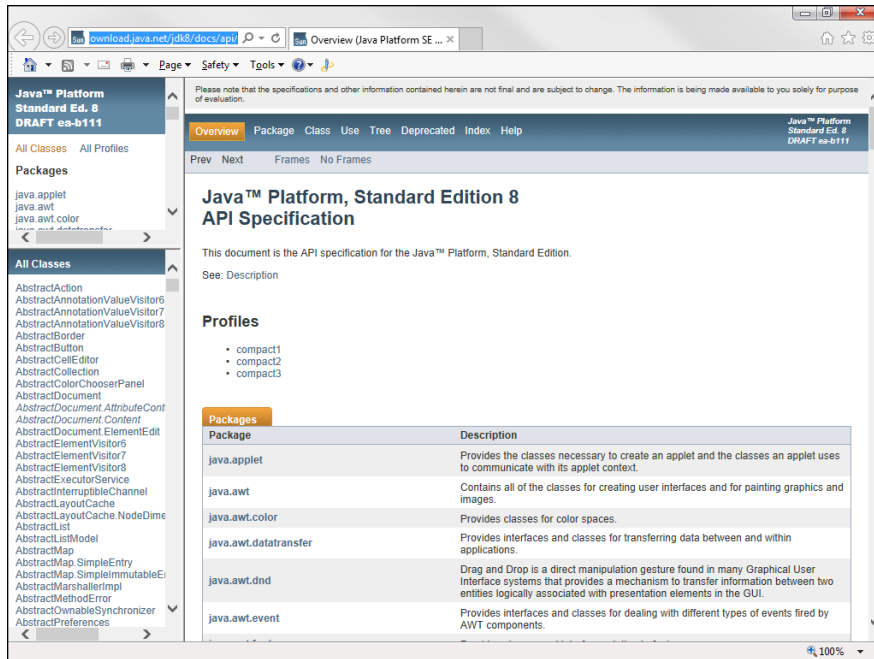 ownload.java.net/jdk8/docs/api/
Overview (Java Platform SE ...
Page Safety Tools
Java™ Platform
Standard Ed. 8
DRAFT ea-b111
All Classes All Profiles
Packages
java.applet
java.awt
java.awt.color
java.awt.datatransfer
All Classes
AbstractAction
AbstractAnnotationValueVisitor6
AbstractAnnotationValueVisitor7
AbstractAnnotationValueVisitor8
AbstractBorder
AbstractButton
AbstractCellEditor
AbstractCollection
AbstractColorChooserPanel
AbstractDocument
AbstractDocument.AttributeCont
AbstractDocument.Content
AbstractDocument.ElementEdit
AbstractElementVisitor6
AbstractElementVisitor7
AbstractElementVisitor8
AbstractExecutorService
AbstractInterruptibleChannel
AbstractLayoutCache
AbstractLayoutCache.NodeDime
AbstractList
AbstractListModel
AbstractMap
AbstractMap.SimpleEntry
AbstractMap.SimpleImmutableE
AbstractMarshallerImpl
AbstractMethodError
AbstractOwnableSynchronizer
AbstractPreferences
Please note that the specifications and other information contained herein are not final and are subject to change. The information is being made available to you solely for purpose
of evaluation.
Overview Package Class Use Tree Deprecated Index Help
Java™ Platform
Standard Ed. 8
DRAFT ea-b111
Prev Next Frames No Frames
Java™ Platform, Standard Edition 8
API Specification
This document is the API specification for the Java™ Platform, Standard Edition.
See: Description
Profiles
• compact1
• compact2
• compact3
Packages
Package Description
java.applet Provides the classes necessary to create an applet and the classes an applet uses
to communicate with its applet context.
java.awt Contains all of the classes for creating user interfaces and for painting graphics and
images.
java.awt.color Provides classes for color spaces.
java.awt.datatransfer Provides interfaces and classes for transferring data between and within
applications.
java.awt.dnd Drag and Drop is a direct manipulation gesture found in many Graphical User
Interface systems that provides a mechanism to transfer information between two
entities logically associated with presentation elements in the GUI.
java.awt.event Provides interfaces and classes for dealing with different types of events fired by
AWT components.
100%